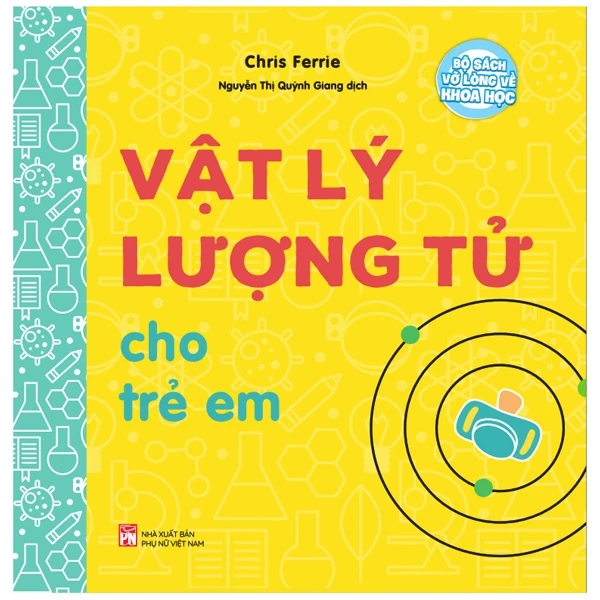 Chris Ferrie
Nguyễn Thị Quỳnh Giang dịch
BỘ SÁCH
VỠ LÒNG VỀ
KHOA HỌC
VẬT LÝ
LƯỢNG TỬ
cho
trẻ em
PN
NHÀ XUẤT BẢN
PHỤ NỮ VIỆT NAM